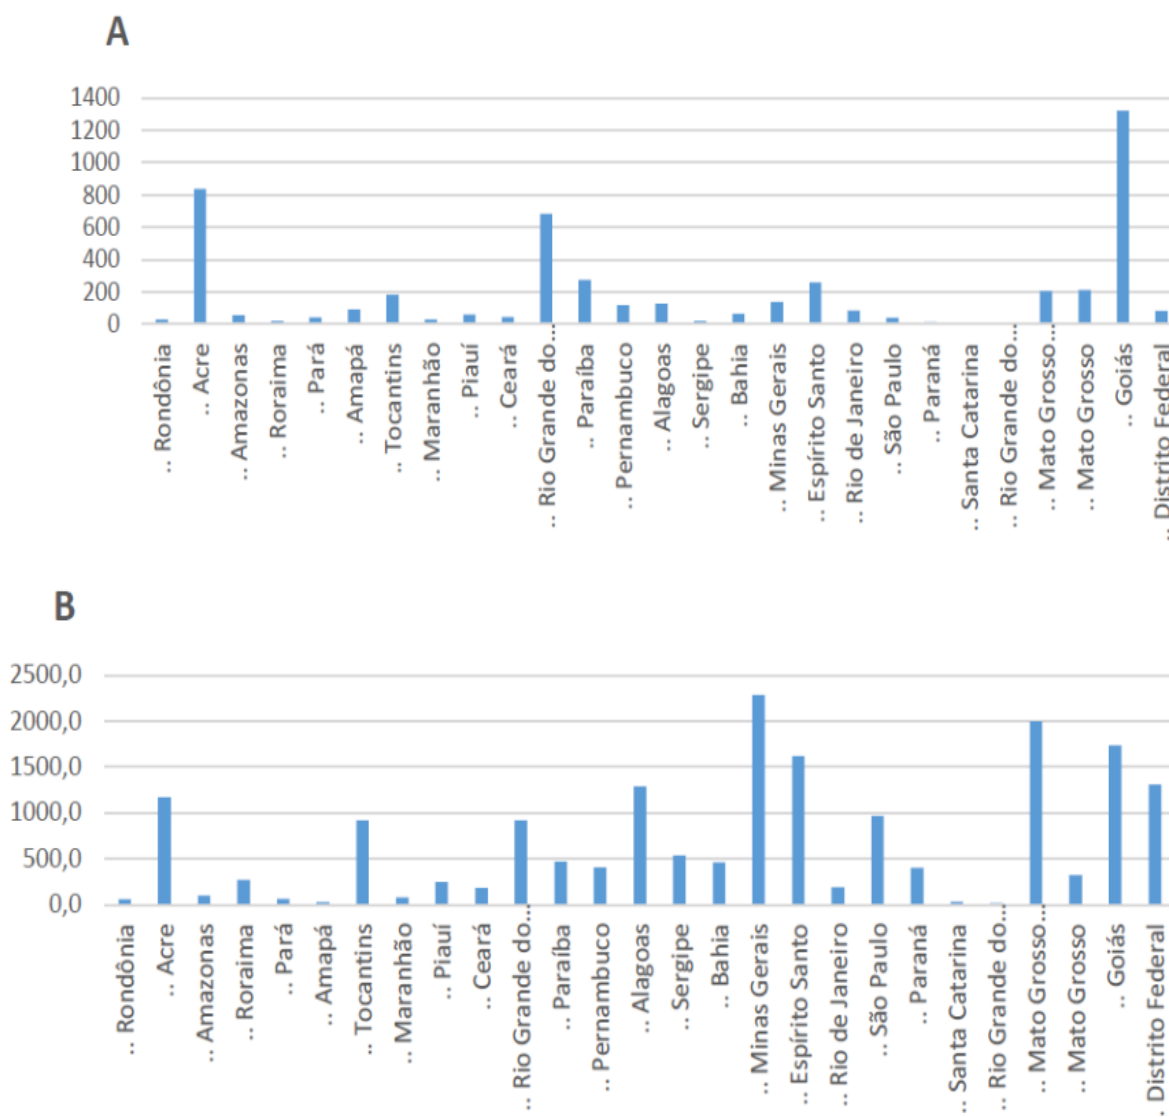 A
1400
1200
1000
800
600
400
200
0
.. Rondônia
.. Acre
.. Amazonas
.. Roraima
.. Pará
.. Amapá
.. Tocantins
.. Maranhão
.. Piauí
.. Ceará
.. Rio Grande do...
.. Paraíba
.. Pernambuco
.. Alagoas
.. Sergipe
.. Bahia
.. Minas Gerais
.. Espírito Santo
.. Rio de Janeiro
.. São Paulo
.. Paraná
.. Santa Catarina
.. Rio Grande do...
.. Mato Grosso...
.. Mato Grosso
.. Goiás
.. Distrito Federal
B
2500,0
2000,0
1500,0
1000,0
500,0
0,0
.. Rondônia
.. Acre
.. Amazonas
.. Roraima
.. Pará
.. Amapá
.. Tocantins
.. Maranhão
.. Piauí
.. Ceará
.. Rio Grande do...
.. Paraíba
.. Pernambuco
.. Alagoas
.. Sergipe
.. Bahia
.. Minas Gerais
.. Espírito Santo
.. Rio de Janeiro
.. São Paulo
.. Paraná
.. Santa Catarina
.. Rio Grande do...
.. Mato Grosso...
.. Mato Grosso
.. Goiás
.. Distrito Federal